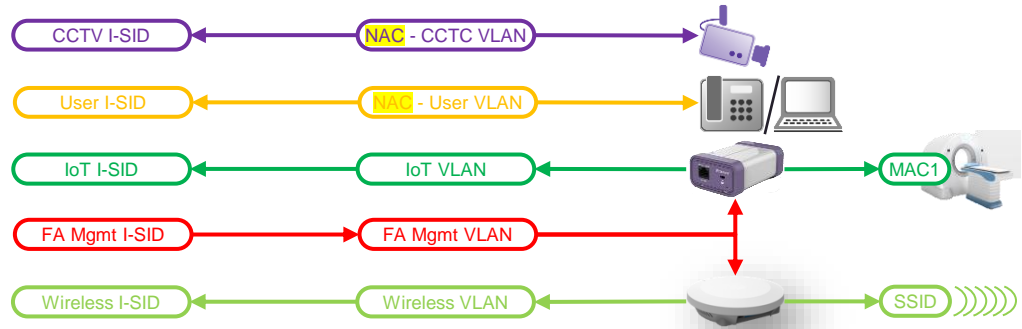 CCTV I-SID
NAC - CCTC VLAN
User I-SID
NAC - User VLAN
IoT I-SID
IoT VLAN
MAC1
FA Mgmt I-SID
FA Mgmt VLAN
Wireless I-SID
Wireless VLAN
SSID